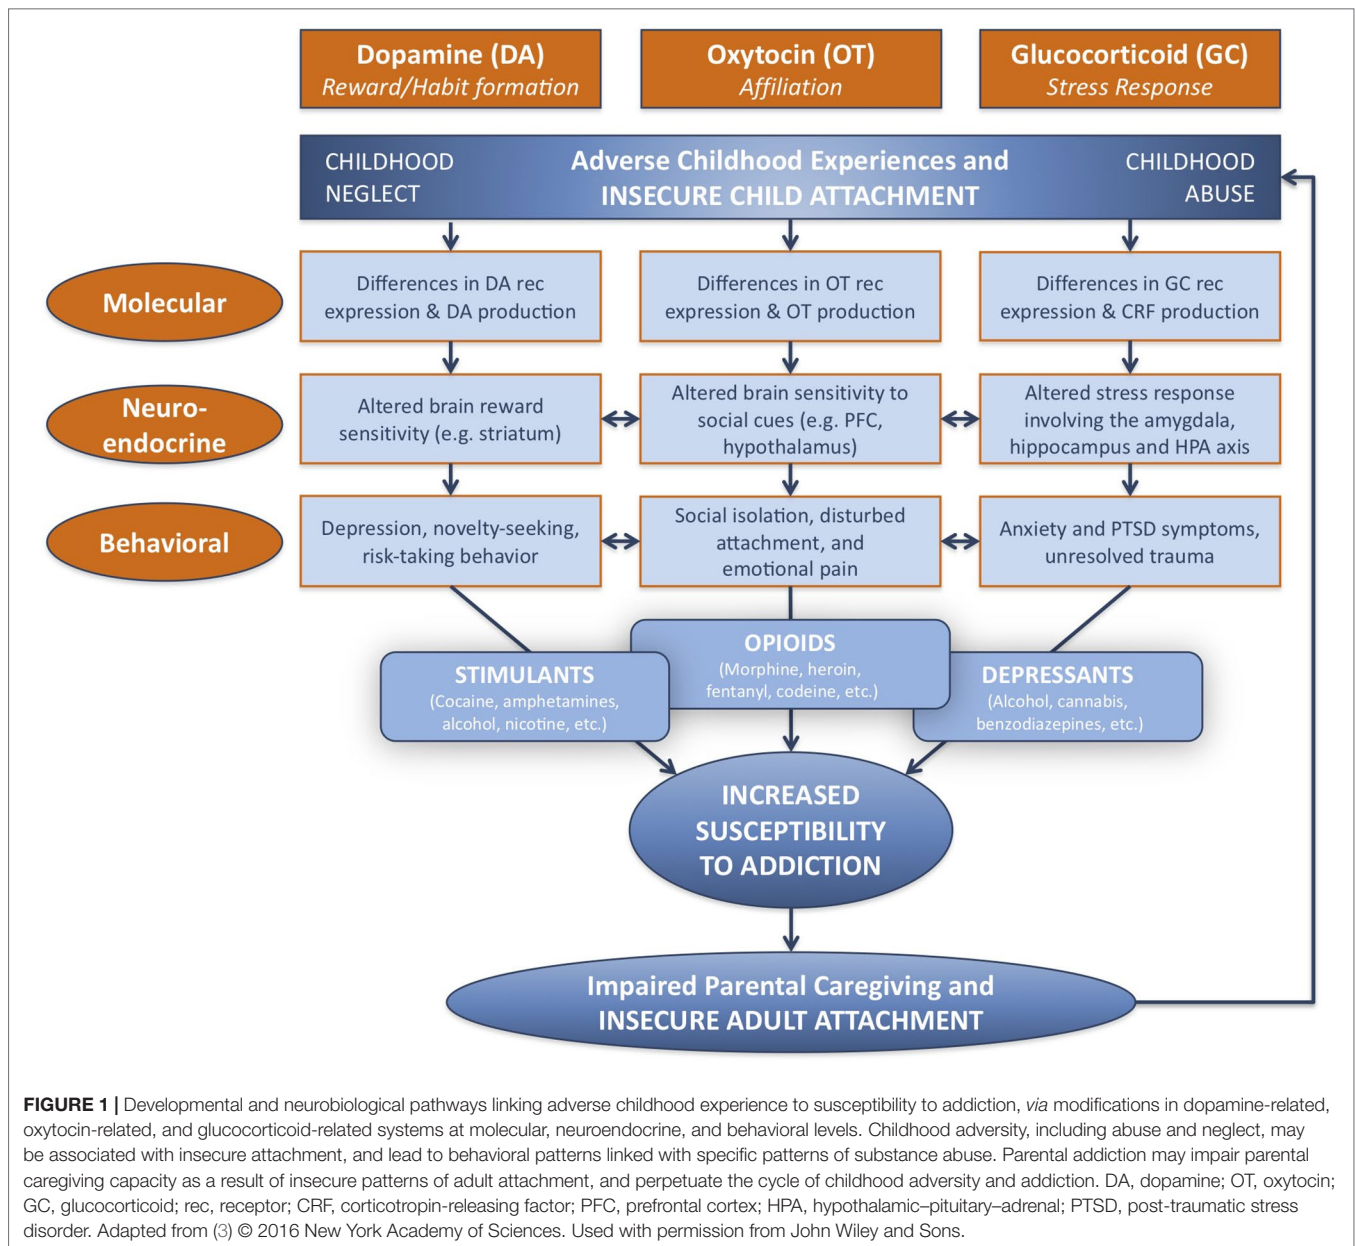 Dopamine (DA)
Reward/Habit formation
Oxytocin (OT)
Affiliation
Glucocorticoid (GC)
Stress Response
CHILDHOOD
NEGLECT
Adverse Childhood Experiences and
INSECURE CHILD ATTACHMENT
CHILDHOOD
ABUSE
Molecular
Differences in DA rec
expression & DA production
Differences in OT rec
expression & OT production
Differences in GC rec
expression & CRF production
Neuro-
endocrine
Altered brain reward
sensitivity (e.g. striatum)
Altered brain sensitivity to
social cues (e.g. PFC,
hypothalamus)
Altered stress response
involving the amygdala,
hippocampus and HPA axis
Behavioral
Depression, novelty-seeking,
risk-taking behavior
Social isolation, disturbed
attachment, and
emotional pain
Anxiety and PTSD symptoms,
unresolved trauma
STIMULANTS
(Cocaine, amphetamines,
alcohol, nicotine, etc.)
OPIOIDS
(Morphine, heroin,
fentanyl, codeine, etc.)
DEPRESSANTS
(Alcohol, cannabis,
benzodiazepines, etc.)
INCREASED
SUSCEPTIBILITY
TO ADDICTION
Impaired Parental Caregiving and
INSECURE ADULT ATTACHMENT
FIGURE 1 | Developmental and neurobiological pathways linking adverse childhood experience to susceptibility to addiction, via modifications in dopamine-related,
oxytocin-related, and glucocorticoid-related systems at molecular, neuroendocrine, and behavioral levels. Childhood adversity, including abuse and neglect, may
be associated with insecure attachment, and lead to behavioral patterns linked with specific patterns of substance abuse. Parental addiction may impair parental
caregiving capacity as a result of insecure patterns of adult attachment, and perpetuate the cycle of childhood adversity and addiction. DA, dopamine; OT, oxytocin;
GC, glucocorticoid; rec, receptor; CRF, corticotropin-releasing factor; PFC, prefrontal cortex; HPA, hypothalamic–pituitary–adrenal; PTSD, post-traumatic stress
disorder. Adapted from (3) © 2016 New York Academy of Sciences. Used with permission from John Wiley and Sons.